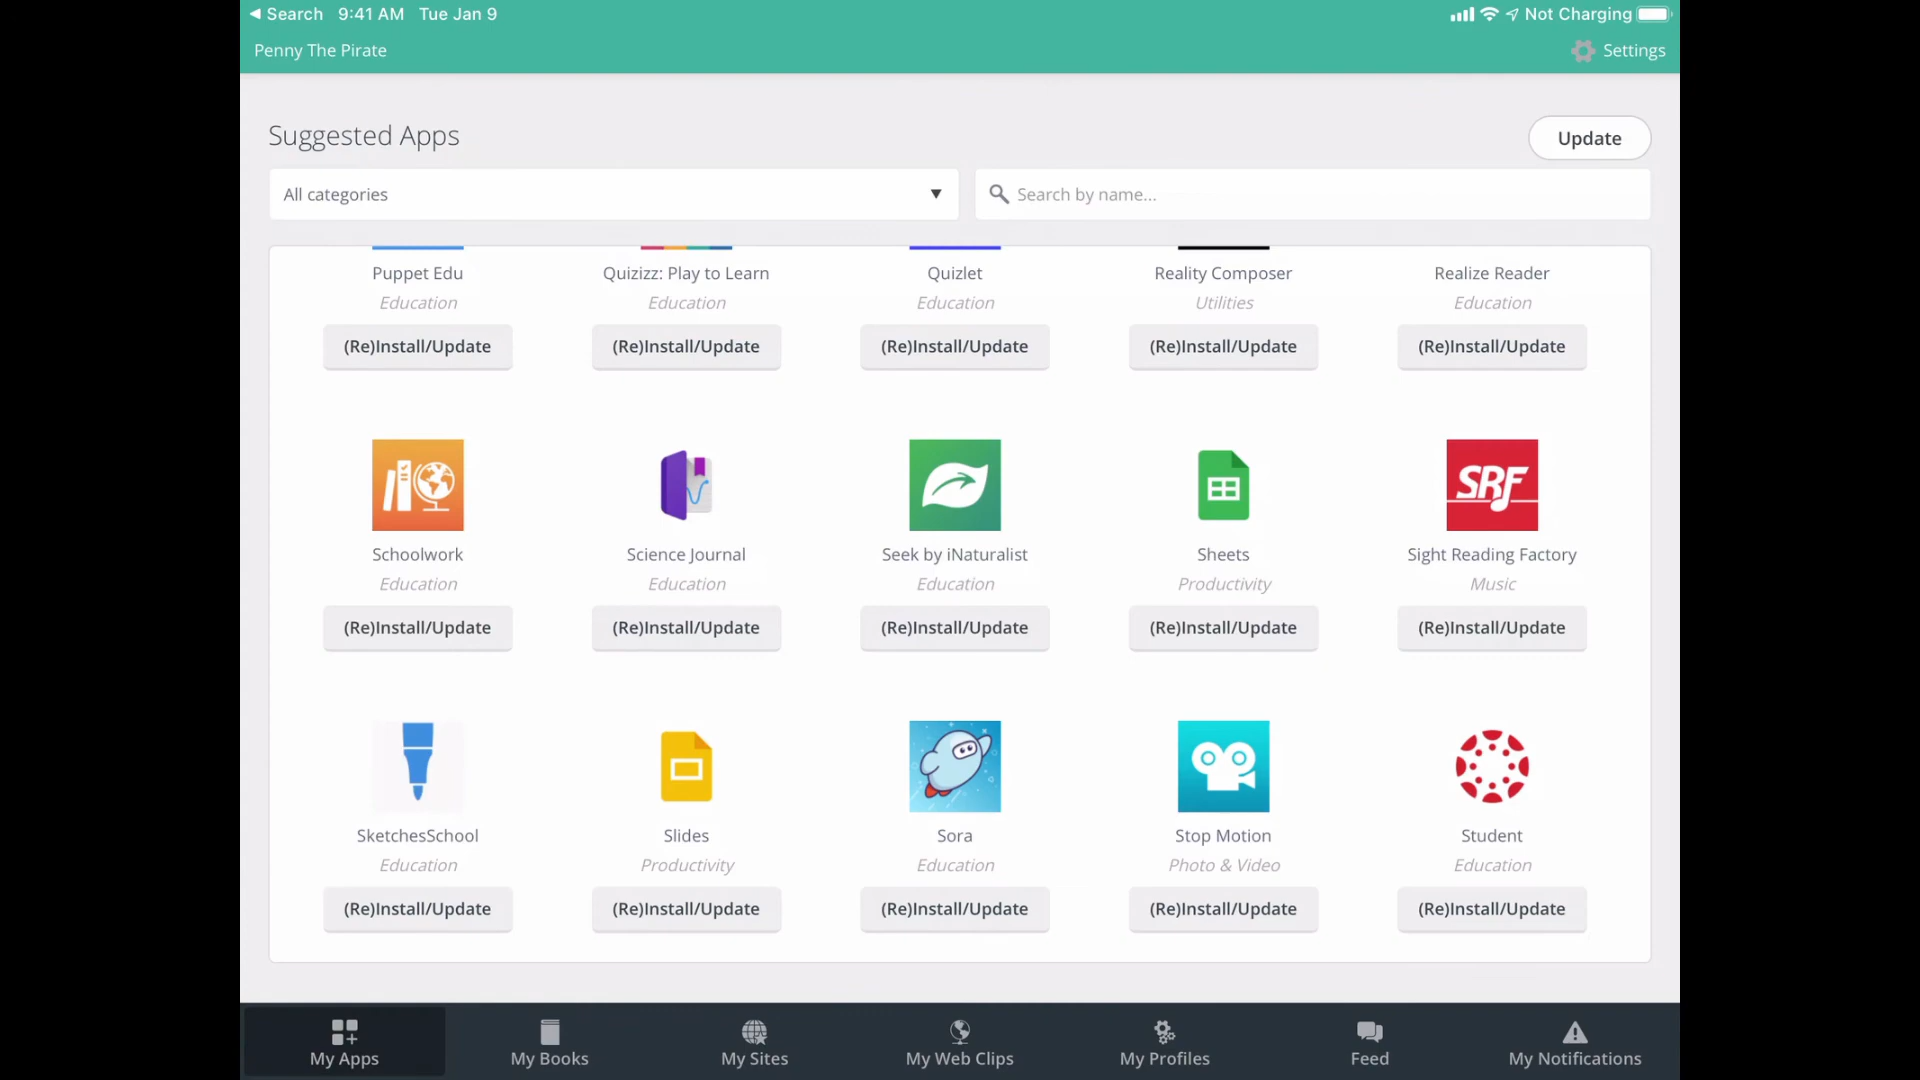 ◀ Search 9:41 AM Tue Jan 9 Not Charging
Penny The Pirate Settings
Suggested Apps Update
All categories ▼ Search by name...
Puppet Edu Quizizz: Play to Learn Quizlet Reality Composer Realize Reader
Education Education Education Utilities Education
(Re)Install/Update (Re)Install/Update (Re)Install/Update (Re)Install/Update (Re)Install/Update
SRF
Schoolwork Science Journal Seek by iNaturalist Sheets Sight Reading Factory
Education Education Education Productivity Music
(Re)Install/Update (Re)Install/Update (Re)Install/Update (Re)Install/Update (Re)Install/Update
SketchesSchool Slides Sora Stop Motion Student
Education Productivity Education Photo & Video Education
(Re)Install/Update (Re)Install/Update (Re)Install/Update (Re)Install/Update (Re)Install/Update
My Apps My Books My Sites My Web Clips My Profiles Feed My Notifications